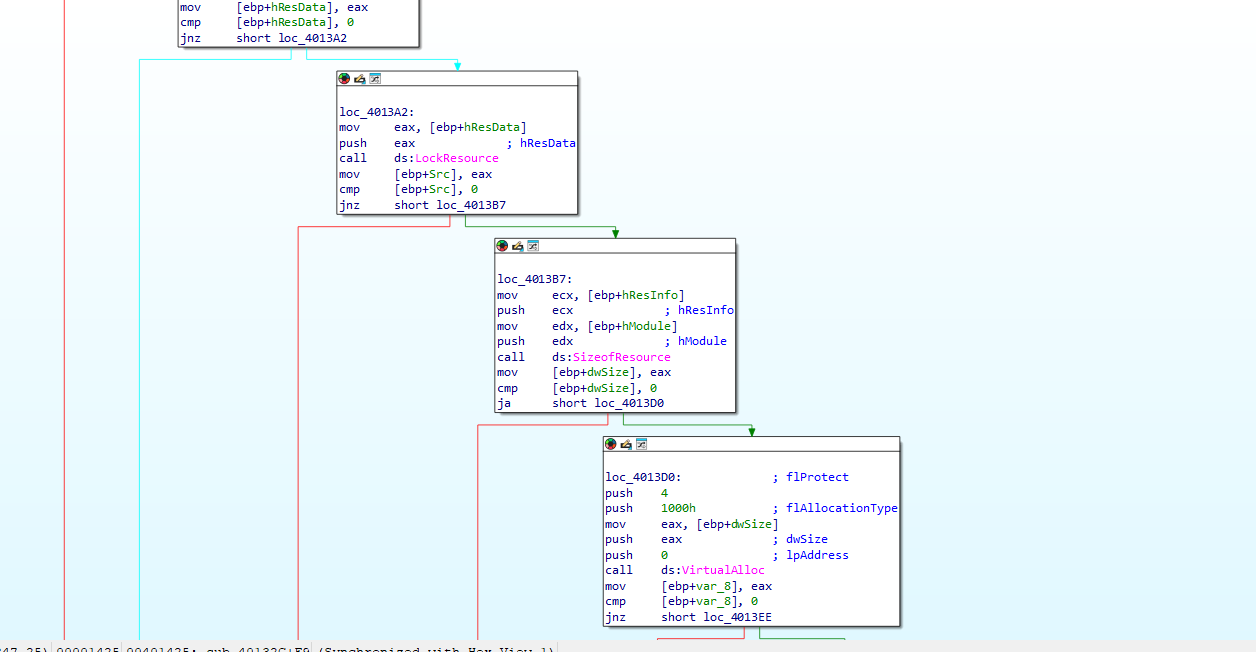 mov [ebp+hResData], eax
cmp [ebp+hResData], 0
jnz short loc_4013A2
loc_4013A2:
mov eax, [ebp+hResData]
push eax ; hResData
call ds:LockResource
mov [ebp+Src], eax
cmp [ebp+Src], 0
jnz short loc_4013B7
loc_4013B7:
mov ecx, [ebp+hResInfo]
push ecx ; hResInfo
mov edx, [ebp+hModule]
push edx ; hModule
call ds:SizeofResource
mov [ebp+dwSize], eax
cmp [ebp+dwSize], 0
ja short loc_4013D0
loc_4013D0: ; flProtect
push 4
push 1000h ; flAllocationType
mov eax, [ebp+dwSize]
push eax ; dwSize
push 0 ; lpAddress
call ds:VirtualAlloc
mov [ebp+var_8], eax
cmp [ebp+var_8], 0
jnz short loc_4013EE
00001425 00401425: sub_40132C+F9 (Synchronized with Hex View-1)